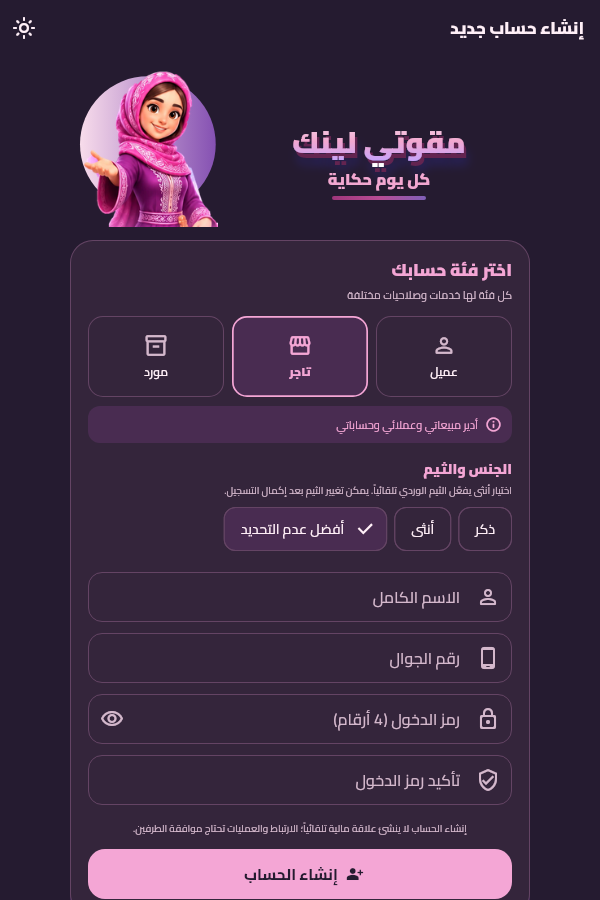 إنشاء حساب جديد
مقوتي لينك
كل يوم حكاية
اختر فئة حسابك
كل فئة لها خدمات وصلاحيات مختلفة
عميل
تاجر
مورد
أدير مبيعاتي وعملائي وحساباتي
الجنس والثيم
اختيار أنثى يفعّل الثيم الوردي تلقائياً. يمكن تغيير الثيم بعد إكمال التسجيل.
ذكر
أنثى
أفضل عدم التحديد
الاسم الكامل
رقم الجوال
رمز الدخول (4 أرقام)
تأكيد رمز الدخول
إنشاء الحساب لا ينشئ علاقة مالية تلقائياً؛ الارتباط والعمليات تحتاج موافقة الطرفين.
إنشاء الحساب